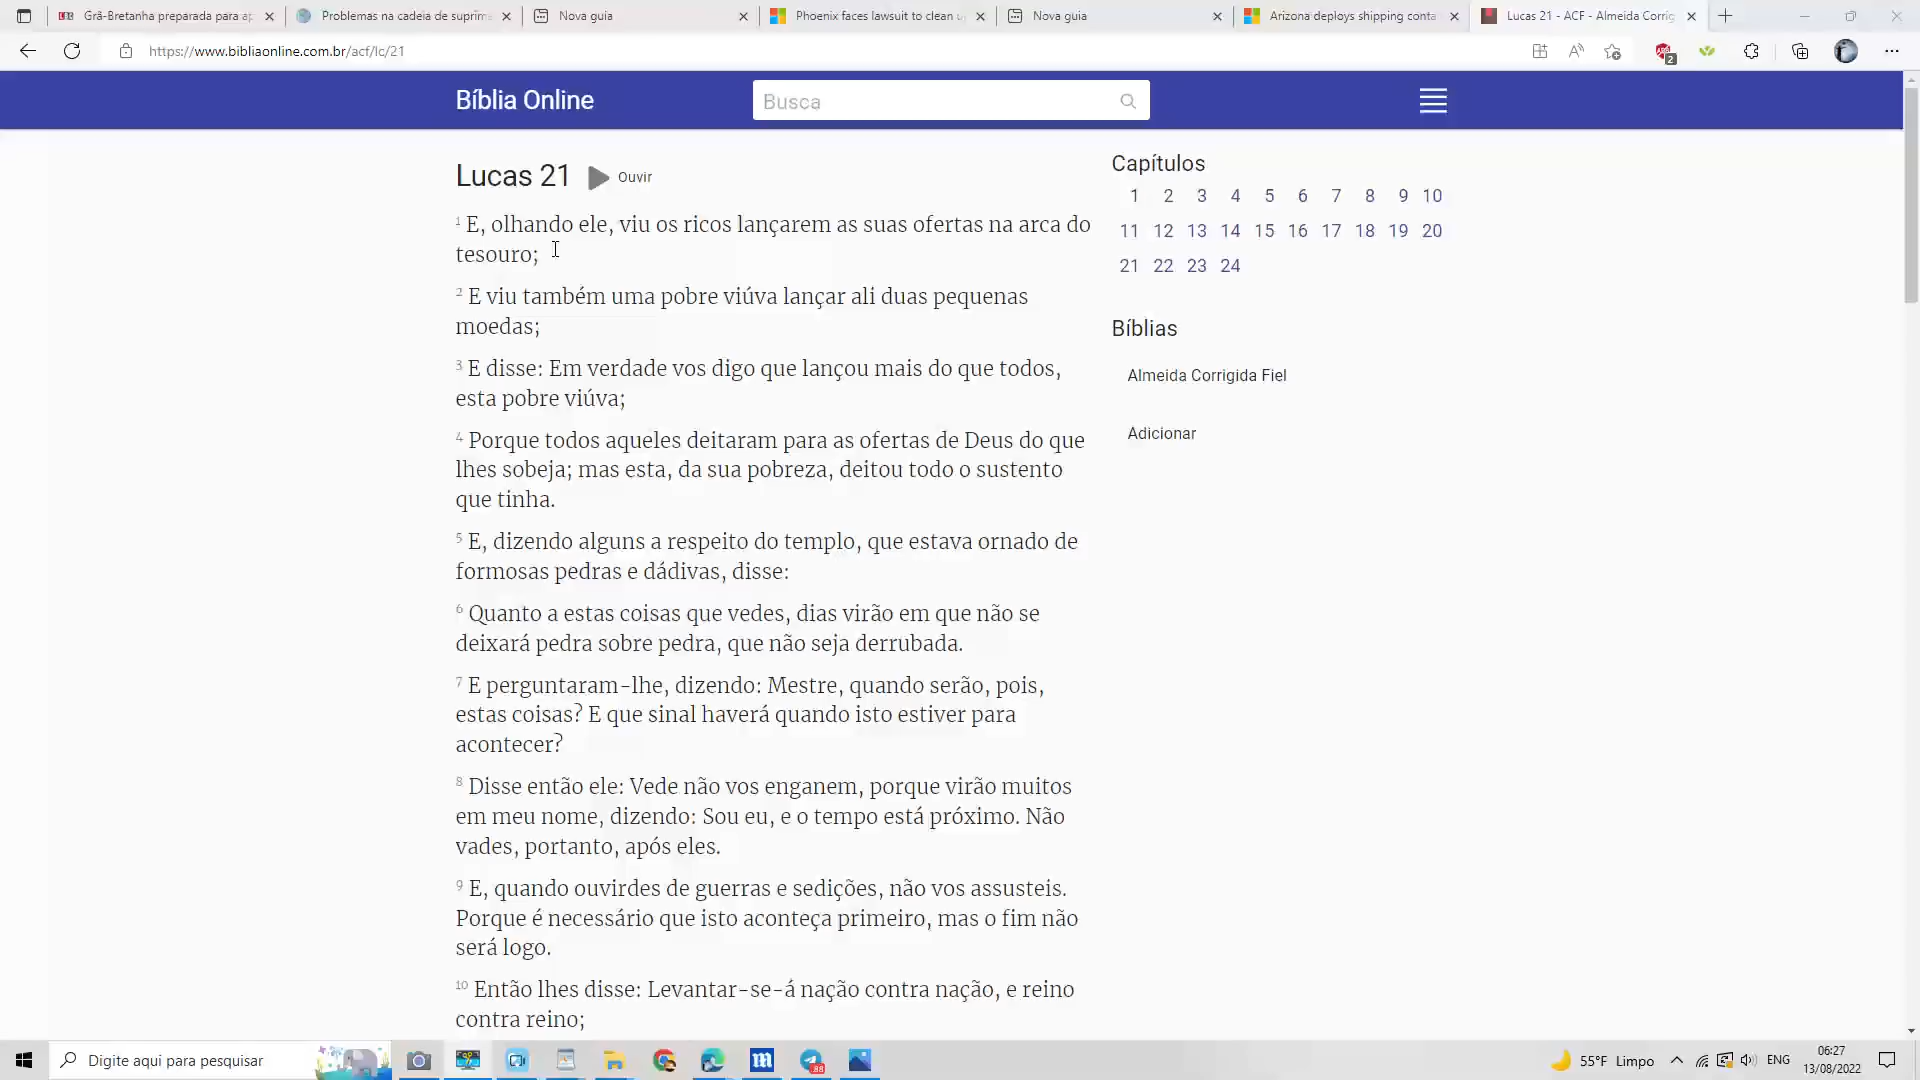 Grã-Bretanha preparada para ap
Problemas na cadeia de suprime
Nova guia
Phoenix faces lawsuit to clean u
Nova guia
Arizona deploys shipping conta
Lucas 21 - ACF - Almeida Corrig
https://www.bibliaonline.com.br/acf/lc/21
2
Bíblia Online
Busca
Lucas 21
Ouvir
1 E, olhando ele, viu os ricos lançarem as suas ofertas na arca do
tesouro;
2 E viu também uma pobre viúva lançar ali duas pequenas
moedas;
3 E disse: Em verdade vos digo que lançou mais do que todos,
esta pobre viúva;
4 Porque todos aqueles deitaram para as ofertas de Deus do que
lhes sobeja; mas esta, da sua pobreza, deitou todo o sustento
que tinha.
5 E, dizendo alguns a respeito do templo, que estava ornado de
formosas pedras e dádivas, disse:
6 Quanto a estas coisas que vedes, dias virão em que não se
deixará pedra sobre pedra, que não seja derrubada.
7 E perguntaram-lhe, dizendo: Mestre, quando serão, pois,
estas coisas? E que sinal haverá quando isto estiver para
acontecer?
8 Disse então ele: Vede não vos enganem, porque virão muitos
em meu nome, dizendo: Sou eu, e o tempo está próximo. Não
vades, portanto, após eles.
9 E, quando ouvirdes de guerras e sedições, não vos assusteis.
Porque é necessário que isto aconteça primeiro, mas o fim não
será logo.
10 Então lhes disse: Levantar-se-á nação contra nação, e reino
contra reino;
Capítulos
1 2 3 4 5 6 7 8 9 10
11 12 13 14 15 16 17 18 19 20
21 22 23 24
Bíblias
Almeida Corrigida Fiel
Adicionar
Digite aqui para pesquisar
88
55°F Limpo
ENG
06:27
13/08/2022